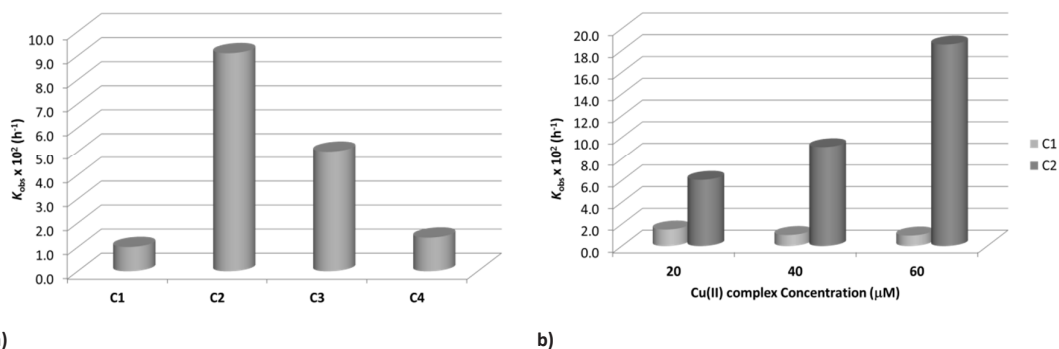 10.0
9.0
8.0
7.0
6.0
5.0
4.0
3.0
2.0
1.0
0.0
Kobs x 10² (h⁻¹)
C1 C2 C3 C4
)
20.0
18.0
16.0
14.0
12.0
10.0
8.0
6.0
4.0
2.0
0.0
Kobs x 10² (h⁻¹)
20 40 60
Cu(II) complex Concentration (μM)
C1
C2
b)